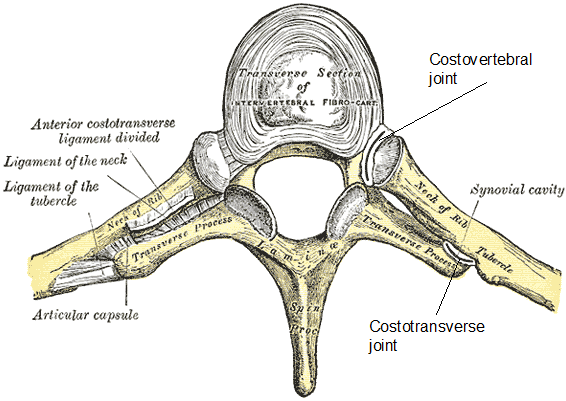 Transverse Section
of
INTERVERTEBRAL FIBRO-CART.
Costovertebral
joint
Anterior costotransverse
ligament divided
Ligament of the neck
Ligament of the
tubercle
Neck of Rib
Transverse Process
Articular capsule
Laminæ
Spin
Proc
Transverse Process
Neck of Rib
Synovial cavity
Tubercle
Costotransverse
joint